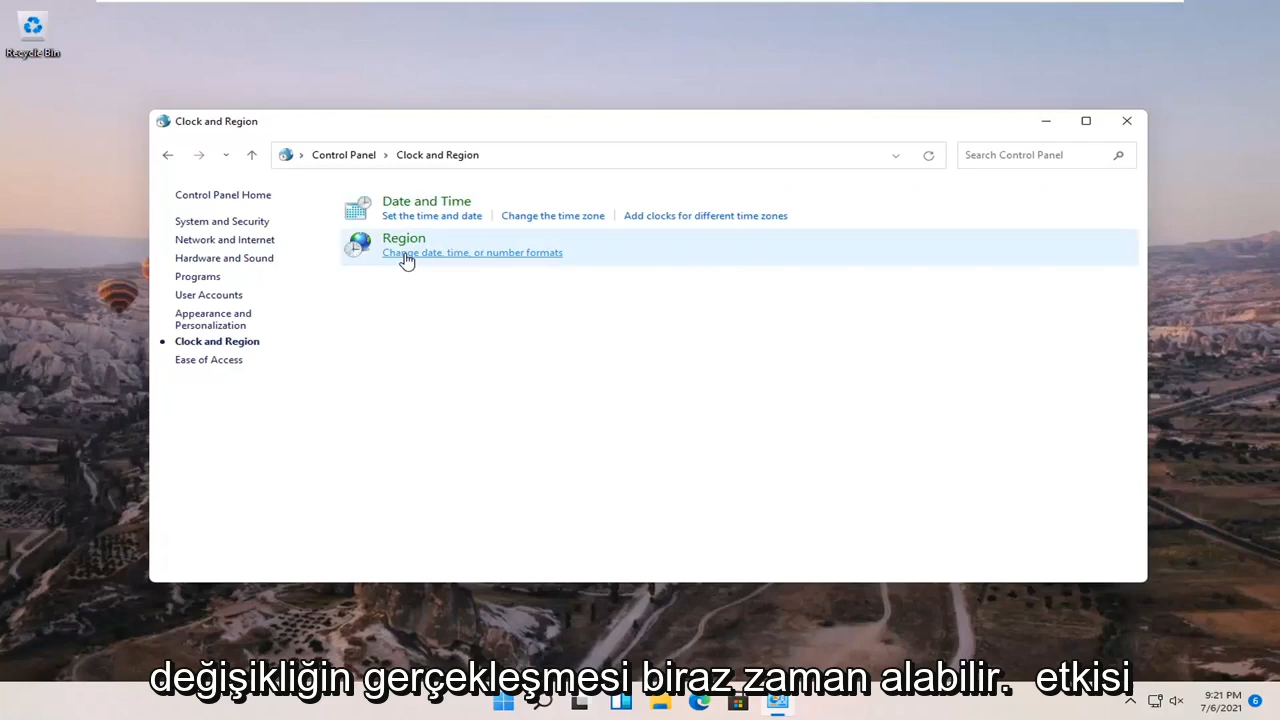 Recycle Bin
Clock and Region
Control Panel
Clock and Region
Search Control Panel
Control Panel Home
System and Security
Network and Internet
Hardware and Sound
Programs
User Accounts
Appearance and
Personalization
Clock and Region
Ease of Access
Date and Time
Set the time and date
Change the time zone
Add clocks for different time zones
Region
Change date, time, or number formats
değişikliğin gerçekleşmesi biraz zaman alabilir. etkisi
9:21 PM
7/6/2021
6